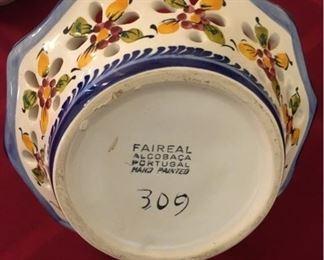 FAIREAL
ALCOBAÇA
PORTUGAL
HAND PAINTED
309